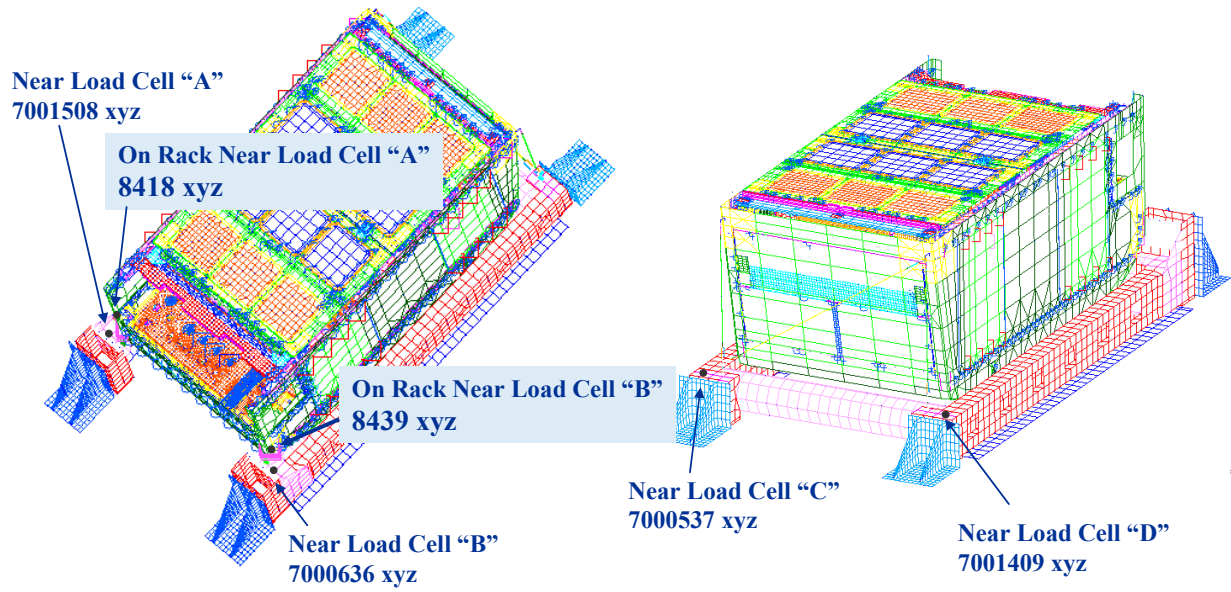 Near Load Cell “A”
7001508 xyz
On Rack Near Load Cell “A”
8418 xyz
On Rack Near Load Cell “B”
8439 xyz
Near Load Cell “B”
7000636 xyz
Near Load Cell “C”
7000537 xyz
Near Load Cell “D”
7001409 xyz